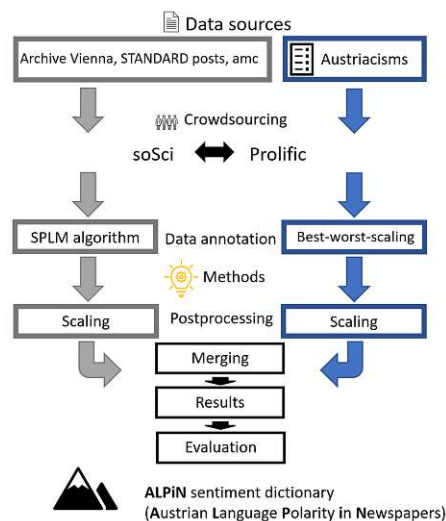 Data sources
Archive Vienna, STANDARD posts, amc
Austriacisms
Crowdsourcing
soSci
Prolific
SPLM algorithm
Data annotation
Best-worst-scaling
Methods
Scaling
Postprocessing
Scaling
Merging
Results
Evaluation
ALPiN sentiment dictionary
(Austrian Language Polarity in Newspapers)